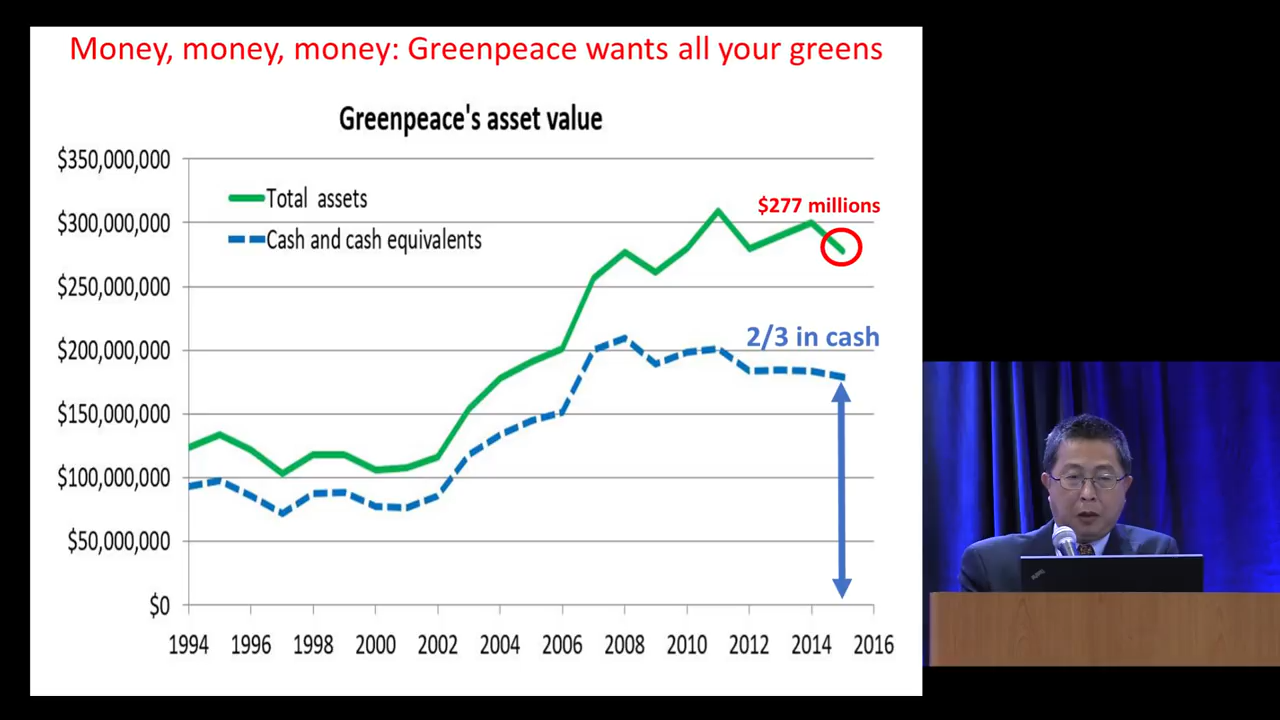 Money, money, money: Greenpeace wants all your greens
Greenpeace's asset value
$350,000,000
$300,000,000
$250,000,000
$200,000,000
$150,000,000
$100,000,000
$50,000,000
$0
Total assets
Cash and cash equivalents
$277 millions
2/3 in cash
1994 1996 1998 2000 2002 2004 2006 2008 2010 2012 2014 2016